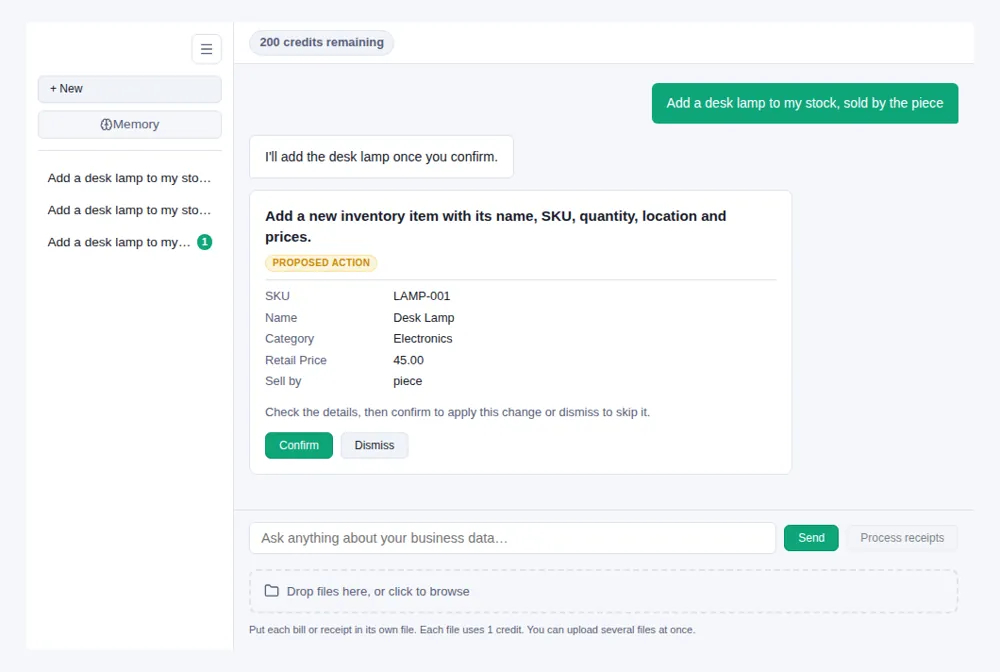 200 credits remaining
+ New
Memory
Add a desk lamp to my sto…
Add a desk lamp to my sto…
Add a desk lamp to my… 1
Add a desk lamp to my stock, sold by the piece
I'll add the desk lamp once you confirm.
Add a new inventory item with its name, SKU, quantity, location and
prices.
PROPOSED ACTION
SKU LAMP-001
Name Desk Lamp
Category Electronics
Retail Price 45.00
Sell by piece
Check the details, then confirm to apply this change or dismiss to skip it.
Confirm Dismiss
Ask anything about your business data… Send Process receipts
Drop files here, or click to browse
Put each bill or receipt in its own file. Each file uses 1 credit. You can upload several files at once.